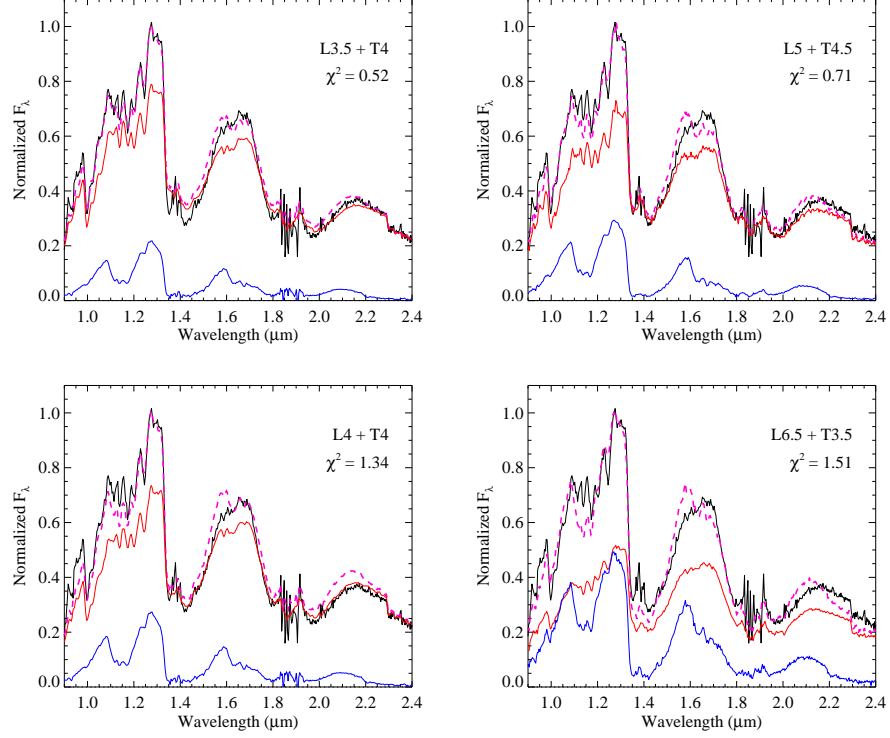 L3.5 + T4
χ² = 0.52
Normalized Fλ
1.0
0.8
0.6
0.4
0.2
0.0
1.0 1.2 1.4 1.6 1.8 2.0 2.2 2.4
Wavelength (μm)
L5 + T4.5
χ² = 0.71
Normalized Fλ
1.0
0.8
0.6
0.4
0.2
0.0
1.0 1.2 1.4 1.6 1.8 2.0 2.2 2.4
Wavelength (μm)
L4 + T4
χ² = 1.34
Normalized Fλ
1.0
0.8
0.6
0.4
0.2
0.0
1.0 1.2 1.4 1.6 1.8 2.0 2.2 2.4
Wavelength (μm)
L6.5 + T3.5
χ² = 1.51
Normalized Fλ
1.0
0.8
0.6
0.4
0.2
0.0
1.0 1.2 1.4 1.6 1.8 2.0 2.2 2.4
Wavelength (μm)